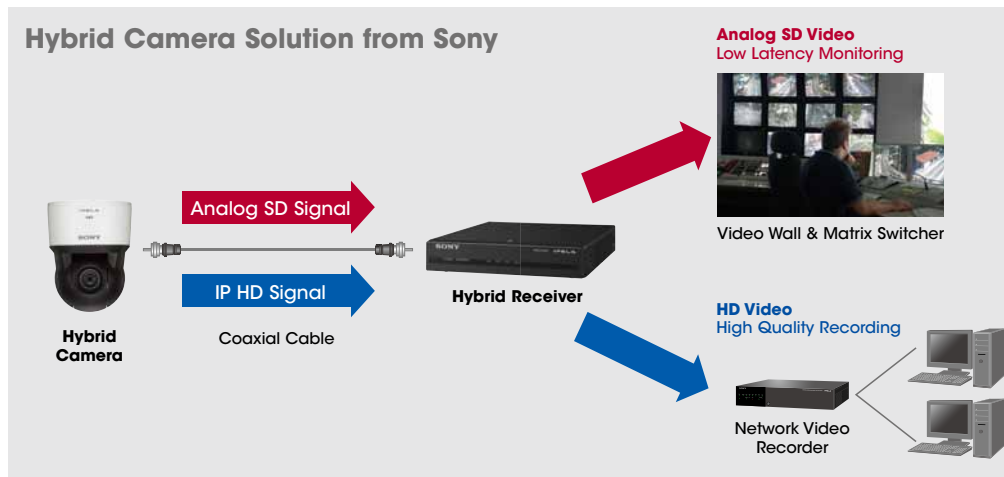 Hybrid Camera Solution from Sony
Analog SD Video
Low Latency Monitoring
Video Wall & Matrix Switcher
Analog SD Signal
IP HD Signal
Coaxial Cable
SONY
Hybrid
Camera
SONY
Hybrid Receiver
HD Video
High Quality Recording
Network Video
Recorder